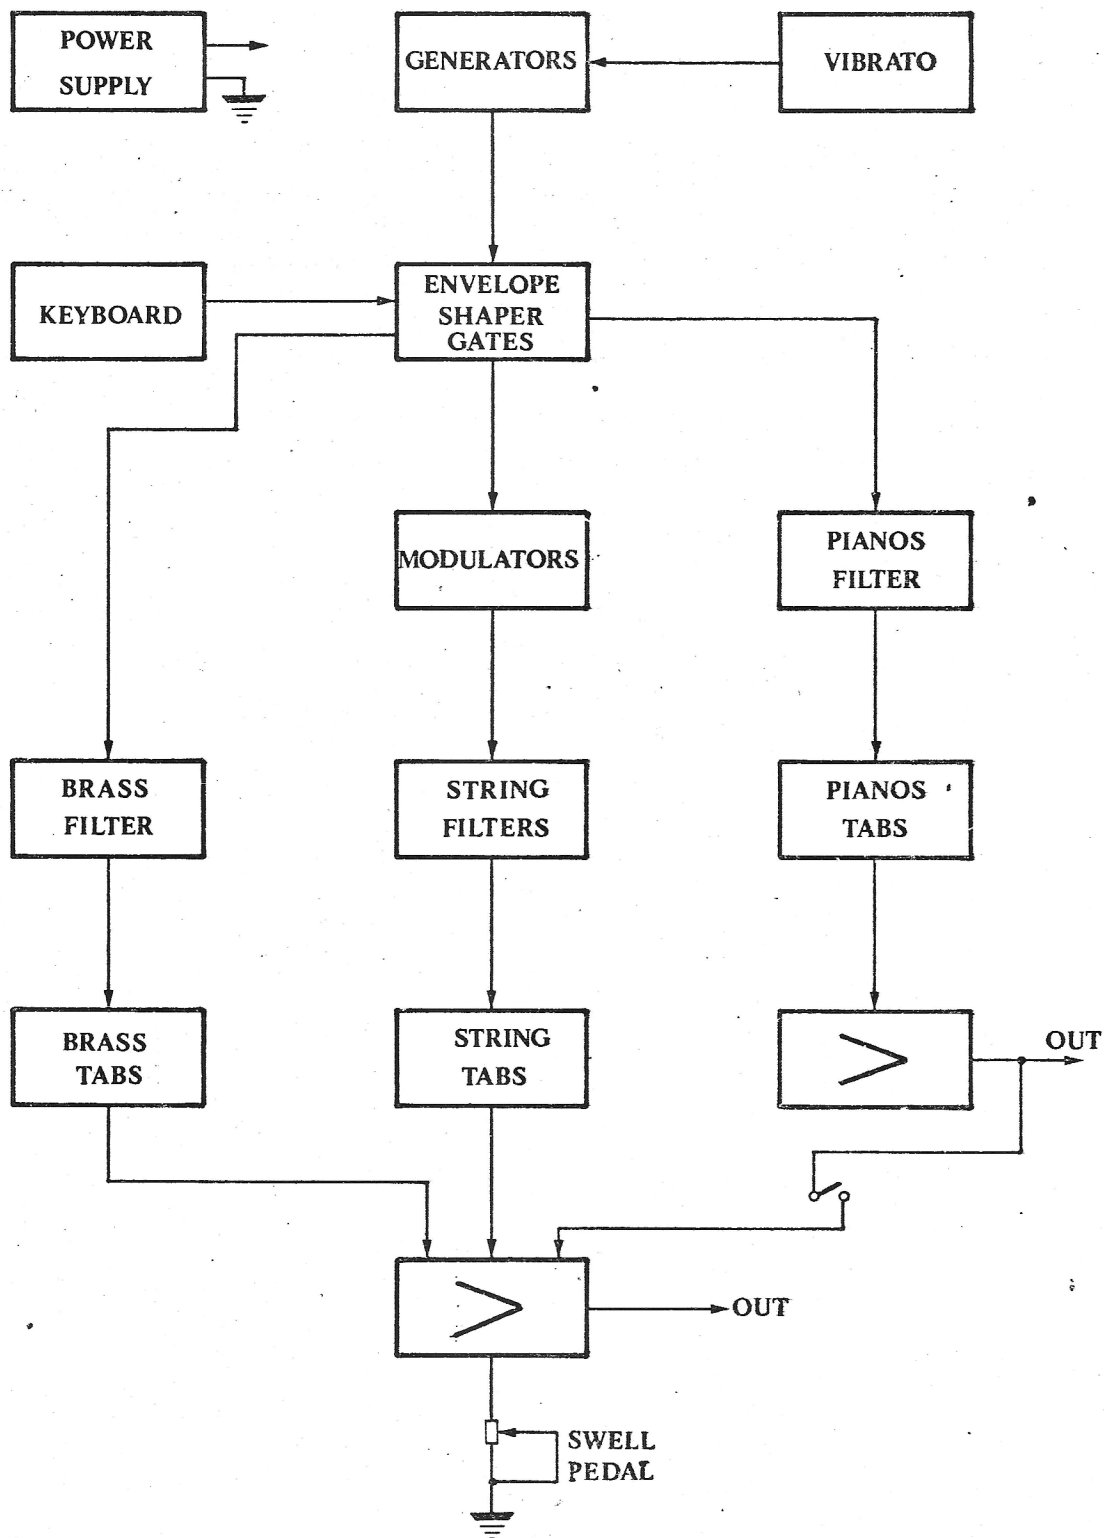 POWER
SUPPLY
GENERATORS
VIBRATO
KEYBOARD
ENVELOPE
SHAPER
GATES
MODULATORS
PIANOS
FILTER
BRASS
FILTER
STRING
FILTERS
PIANOS
TABS
BRASS
TABS
STRING
TABS
OUT
OUT
SWELL
PEDAL